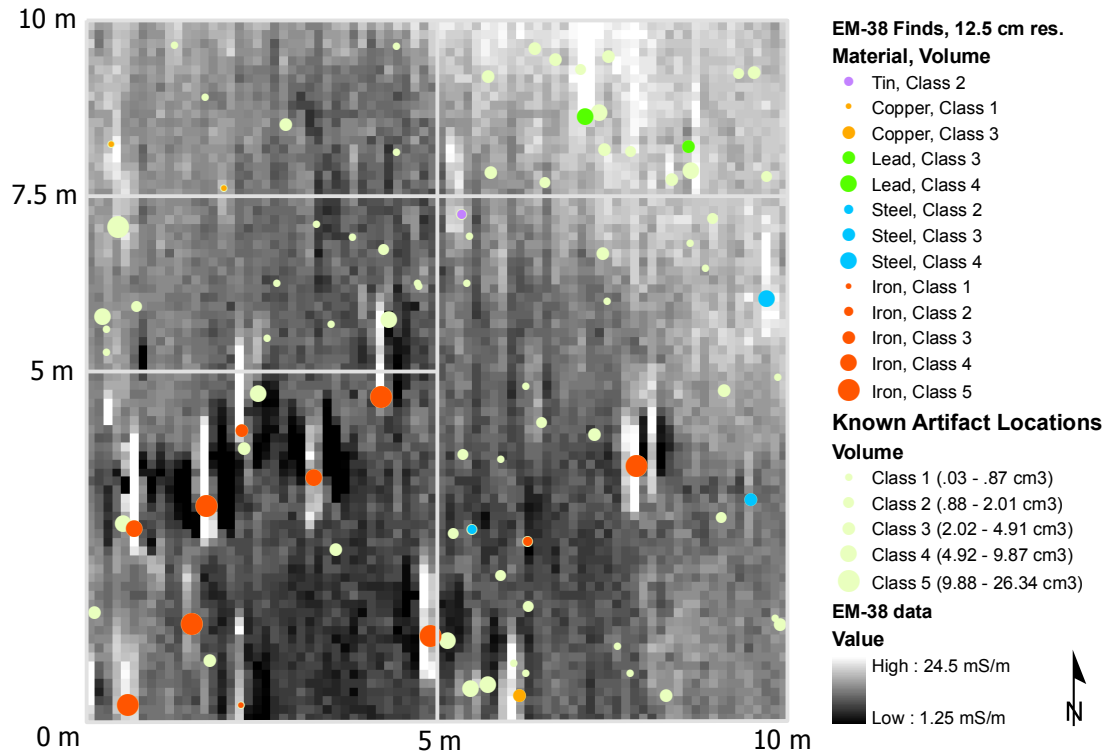 10 m
7.5 m
5 m
0 m
5 m
10 m
EM-38 Finds, 12.5 cm res.
Material, Volume
Tin, Class 2
Copper, Class 1
Copper, Class 3
Lead, Class 3
Lead, Class 4
Steel, Class 2
Steel, Class 3
Steel, Class 4
Iron, Class 1
Iron, Class 2
Iron, Class 3
Iron, Class 4
Iron, Class 5
Known Artifact Locations
Volume
Class 1 (.03 - .87 cm3)
Class 2 (.88 - 2.01 cm3)
Class 3 (2.02 - 4.91 cm3)
Class 4 (4.92 - 9.87 cm3)
Class 5 (9.88 - 26.34 cm3)
EM-38 data
Value
High : 24.5 mS/m
Low : 1.25 mS/m
N